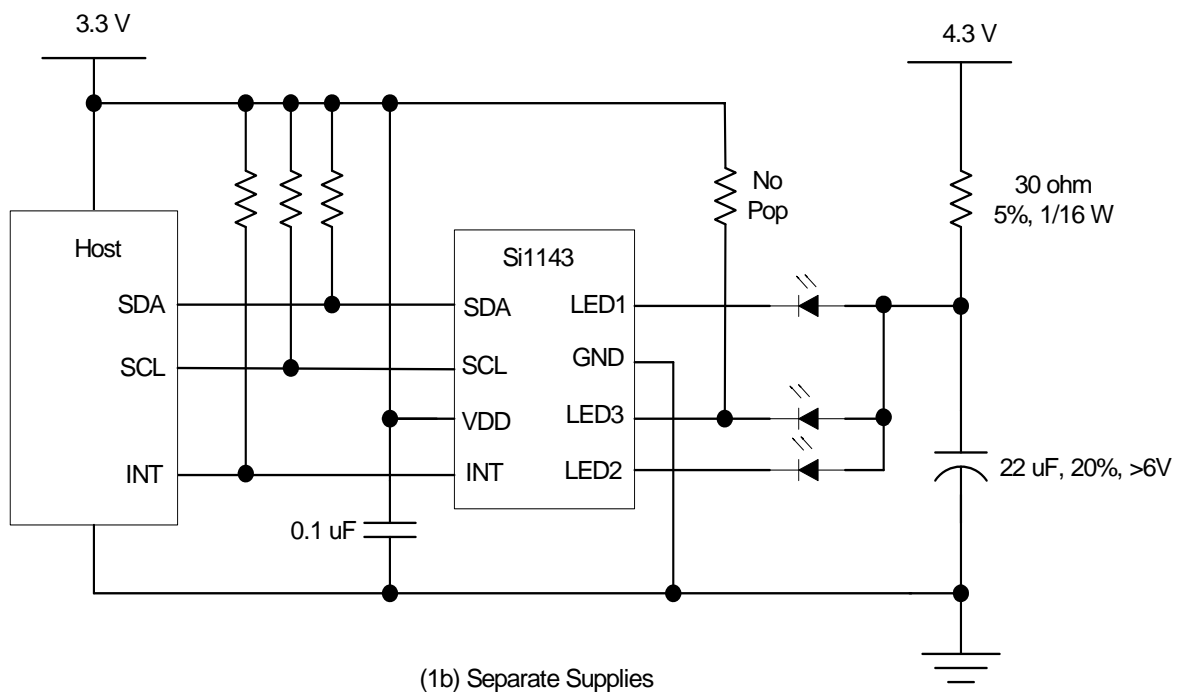 3.3 V
4.3 V
No
Pop
30 ohm
5%, 1/16 W
Host
SDA
SCL
INT
Si1143
SDA
SCL
VDD
INT
LED1
GND
LED3
LED2
0.1 uF
22 uF, 20%, >6V
(1b) Separate Supplies